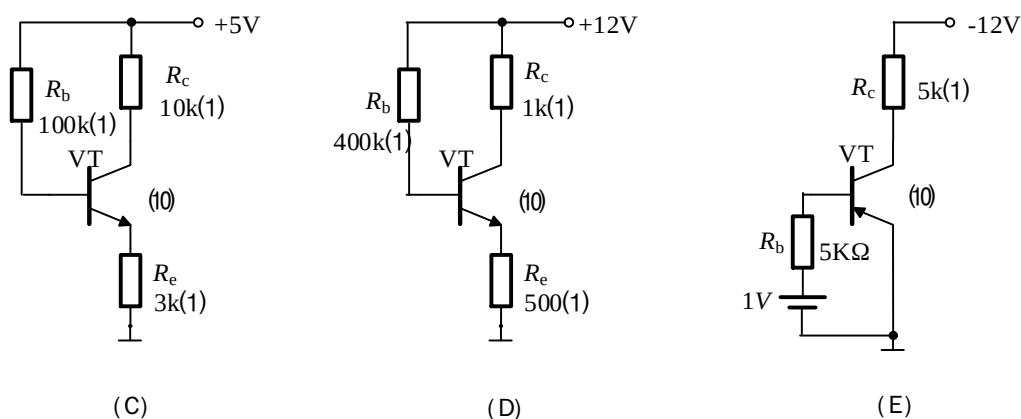 +5V
Rc
10k(1)
Rb
100k(1)
VT
(10)
Re
3k(1)
(C)
+12V
Rc
1k(1)
Rb
400k(1)
VT
(10)
Re
500(1)
(D)
-12V
Rc
5k(1)
VT
(10)
Rb
5KΩ
1V
(E)